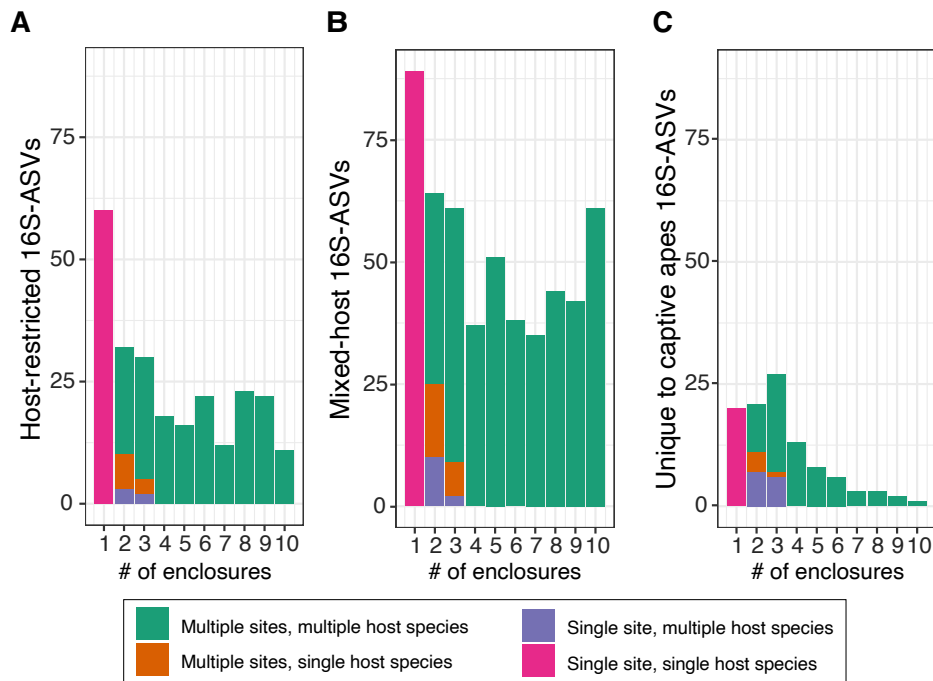 A
B
C
Host-restricted 16S-ASVs
75
50
25
0
1 2 3 4 5 6 7 8 9 10
# of enclosures
Mixed-host 16S-ASVs
75
50
25
0
1 2 3 4 5 6 7 8 9 10
# of enclosures
Unique to captive apes 16S-ASVs
75
50
25
0
1 2 3 4 5 6 7 8 9 10
# of enclosures
Multiple sites, multiple host species
Multiple sites, single host species
Single site, multiple host species
Single site, single host species